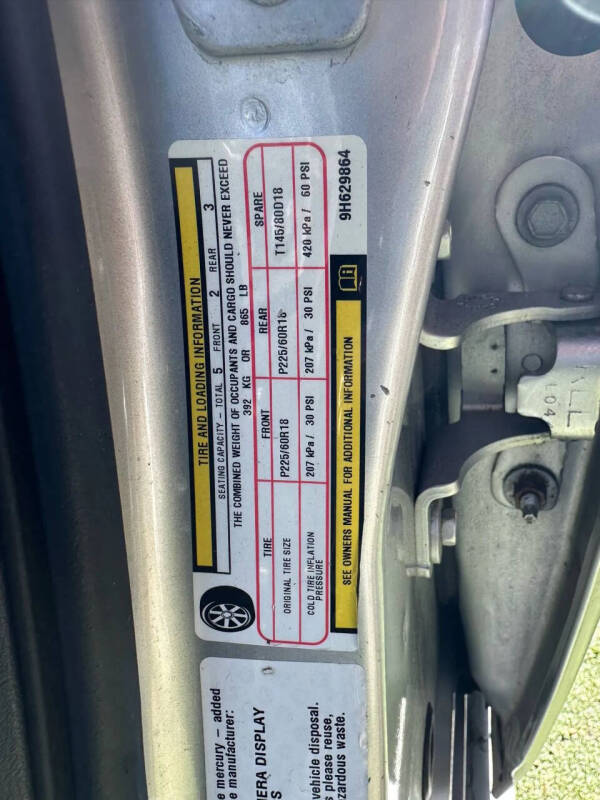 TIRE AND LOADING INFORMATION
SEATING CAPACITY – TOTAL 5 FRONT 2 REAR 3
THE COMBINED WEIGHT OF OCCUPANTS AND CARGO SHOULD NEVER EXCEED
392 KG OR 865 LB
TIRE FRONT REAR SPARE
ORIGINAL TIRE SIZE P225/60R18 P225/60R18 T145/80D18
COLD TIRE INFLATION
PRESSURE 207 kPa / 30 PSI 207 kPa / 30 PSI 420 kPa / 60 PSI
SEE OWNERS MANUAL FOR ADDITIONAL INFORMATION
9H629864
e mercury – added
e manufacturer:
ERA DISPLAY
S
vehicle disposal.
s please reuse,
zardous waste.
LL
L04